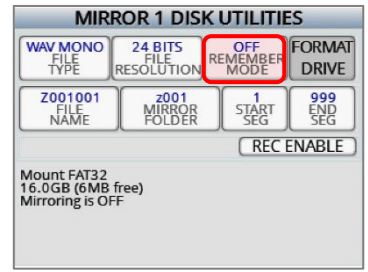 MIRROR 1 DISK UTILITIES
WAV MONO
FILE
TYPE
24 BITS
FILE
RESOLUTION
OFF
REMEMBER
MODE
FORMAT
DRIVE
Z001001
FILE
NAME
z001
MIRROR
FOLDER
1
START
SEG
999
END
SEG
REC ENABLE
Mount FAT32
16.0GB (6MB free)
Mirroring is OFF